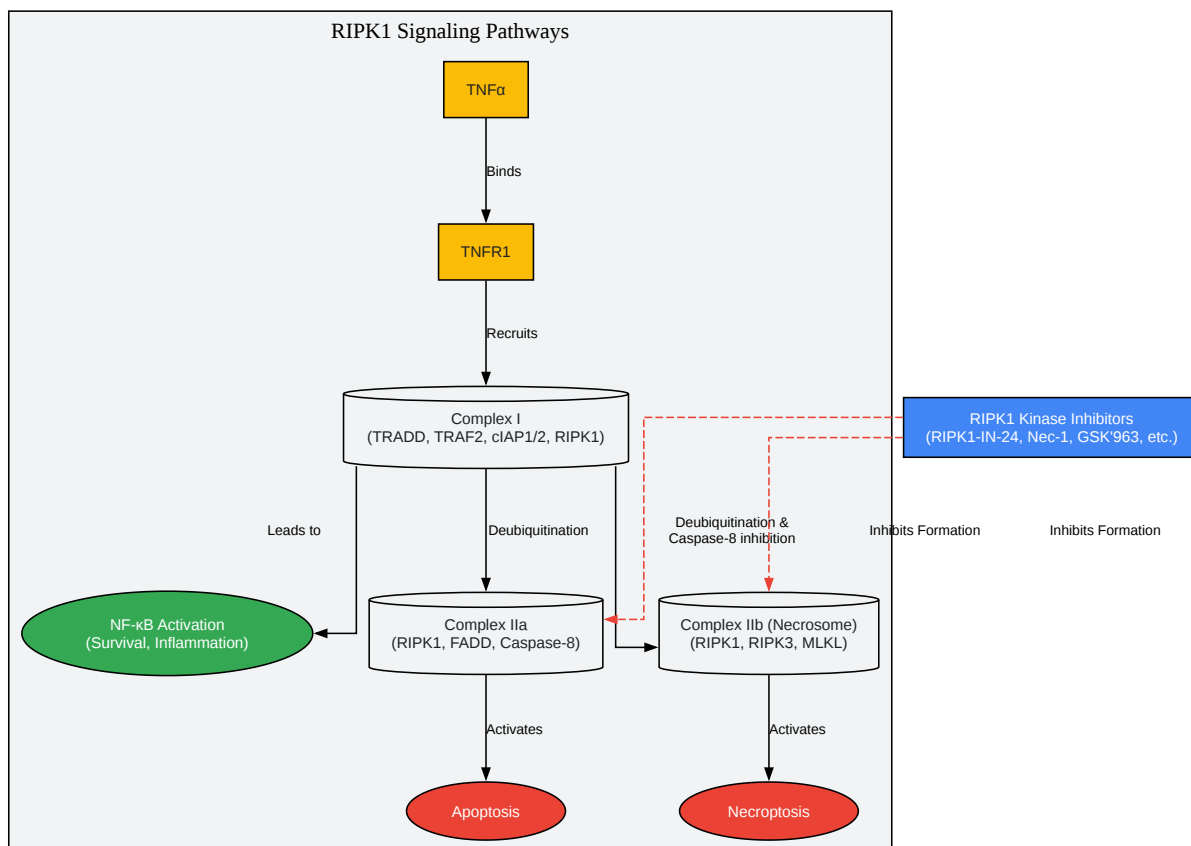 RIPK1 Signaling Pathways
TNFα
Binds
TNFR1
Recruits
Complex I
(TRADD, TRAF2, cIAP1/2, RIPK1)
RIPK1 Kinase Inhibitors
(RIPK1-IN-24, Nec-1, GSK'963, etc.)
Leads to
Deubiquitination
Deubiquitination &
Caspase-8 inhibition
Inhibits Formation
Inhibits Formation
NF-κB Activation
(Survival, Inflammation)
Complex IIa
(RIPK1, FADD, Caspase-8)
Complex IIb (Necrosome)
(RIPK1, RIPK3, MLKL)
Activates
Activates
Apoptosis
Necroptosis